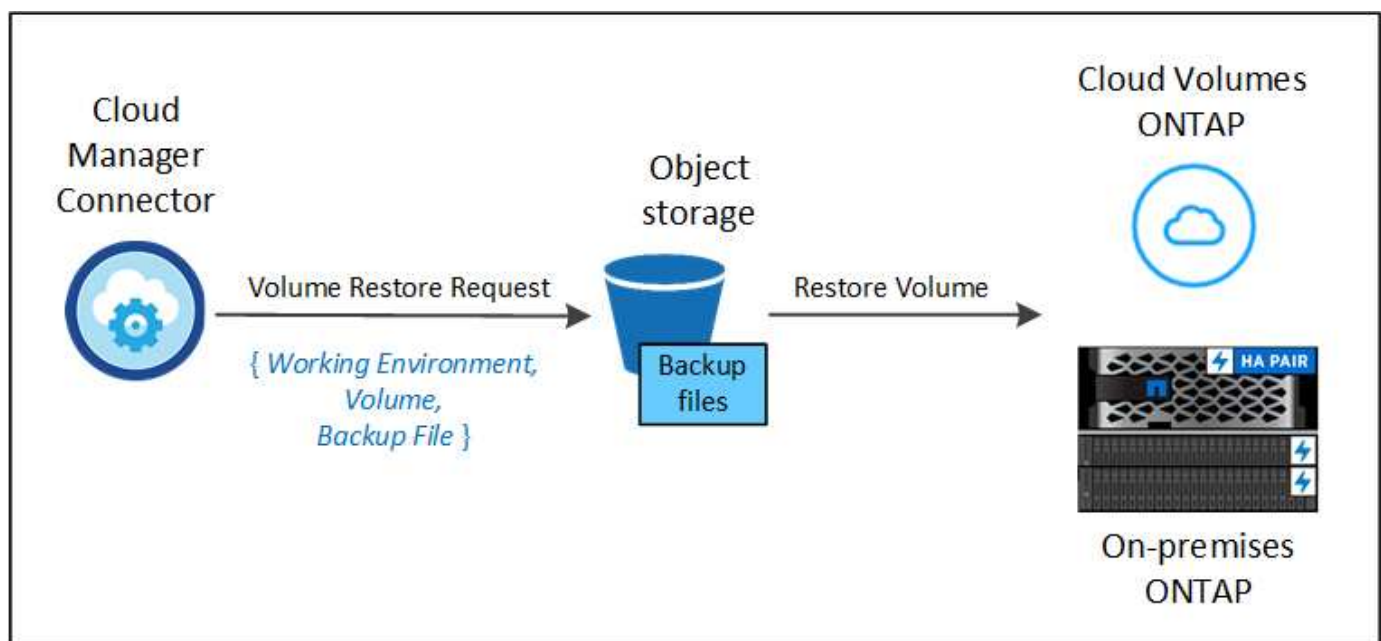 Cloud
Manager
Connector
Volume Restore Request
{ Working Environment,
Volume,
Backup File }
Object
storage
Backup
files
Restore Volume
Cloud Volumes
ONTAP
HA PAIR
On-premises
ONTAP